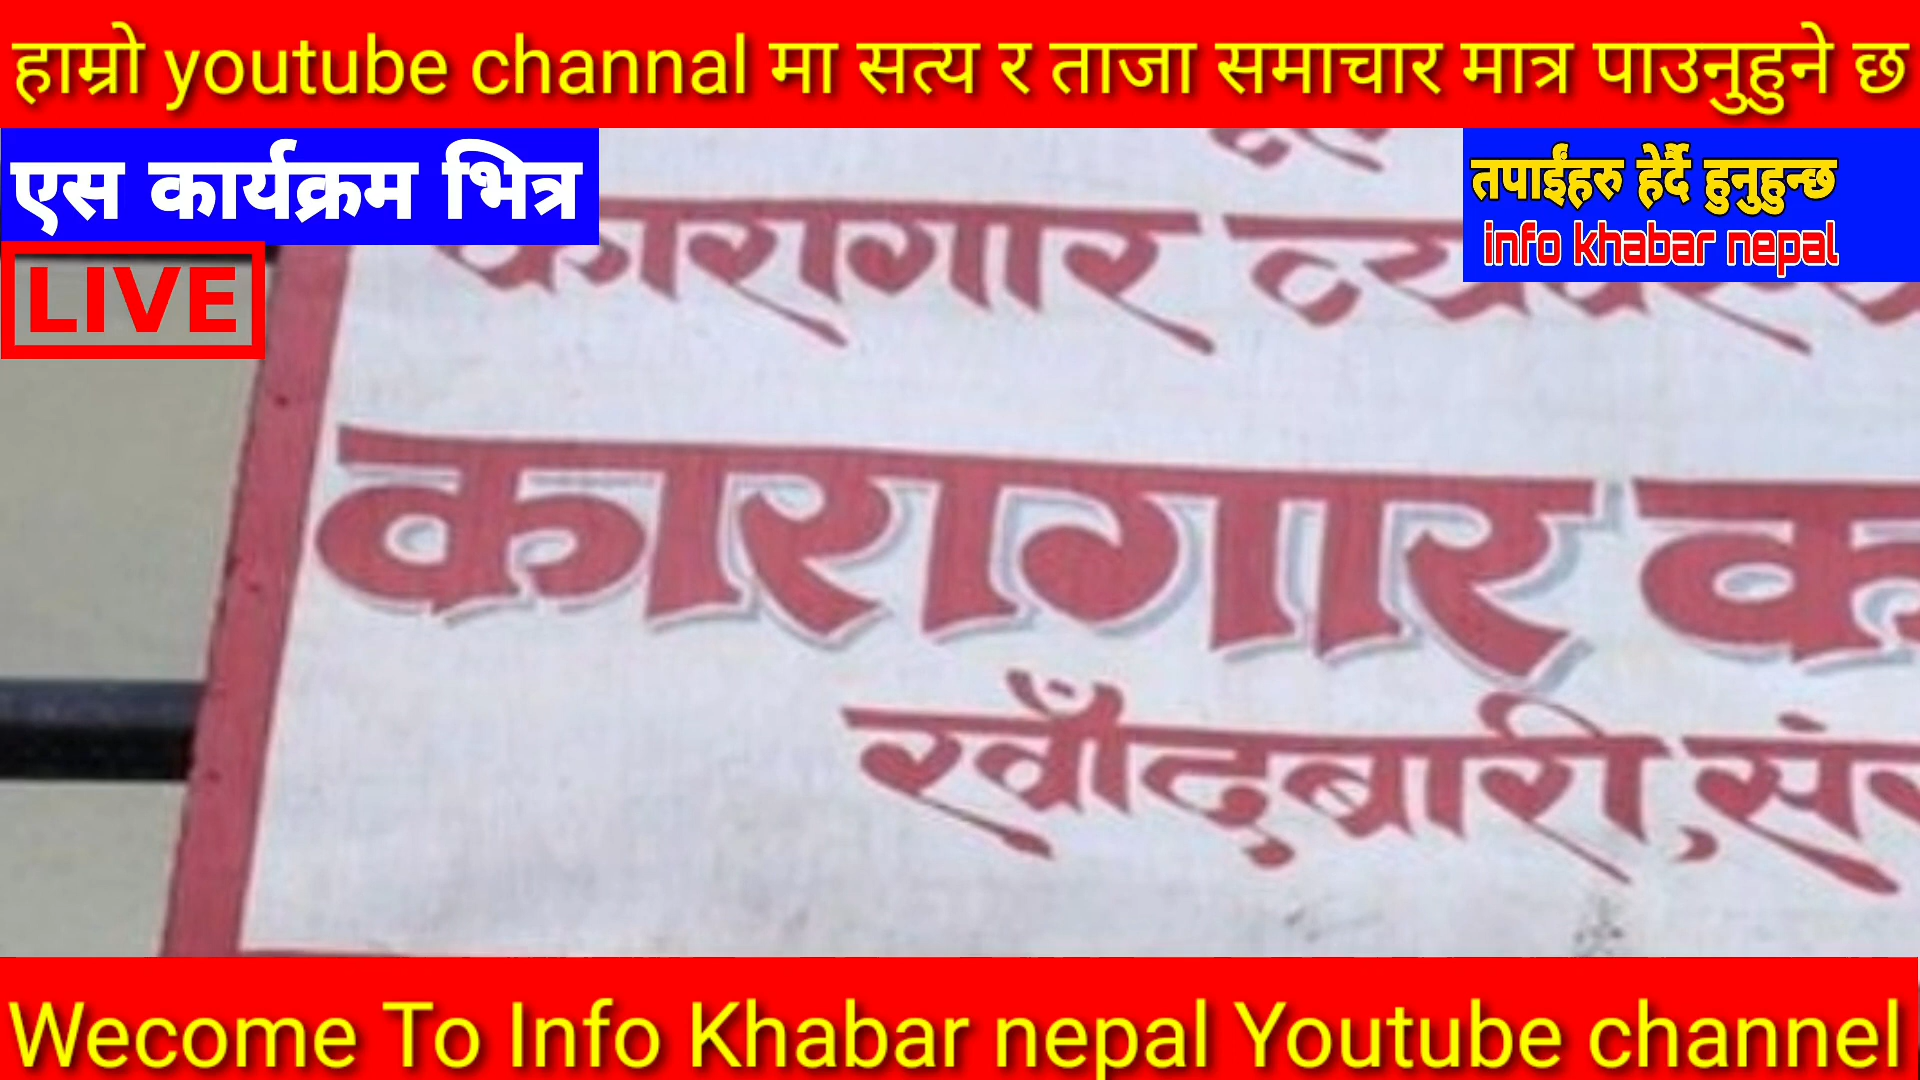 हाम्रो youtube channal मा सत्य र ताजा समाचार मात्र पाउनुहुने छ
एस कार्यक्रम भित्र
तपाईंहरु हेर्दै हुनुहुन्छ
info khabar nepal
LIVE
कारागार
कारागार
खाँदबारी,
Wecome To Info Khabar nepal Youtube channel